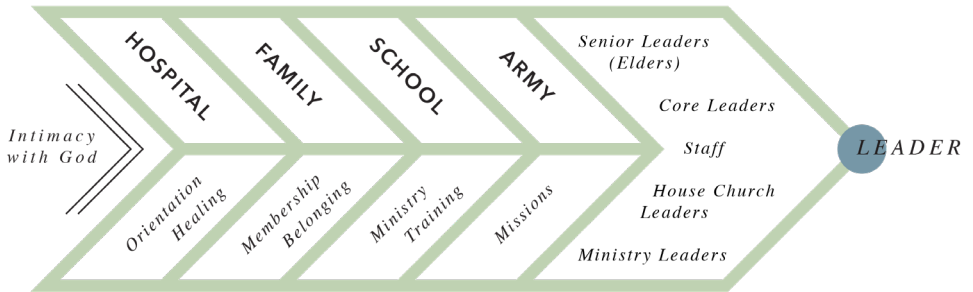 Intimacy
with God
HOSPITAL
FAMILY
SCHOOL
ARMY
Orientation
Healing
Membership
Belonging
Ministry
Training
Missions
Senior Leaders
(Elders)
Core Leaders
Staff
House Church
Leaders
Ministry Leaders
LEADER